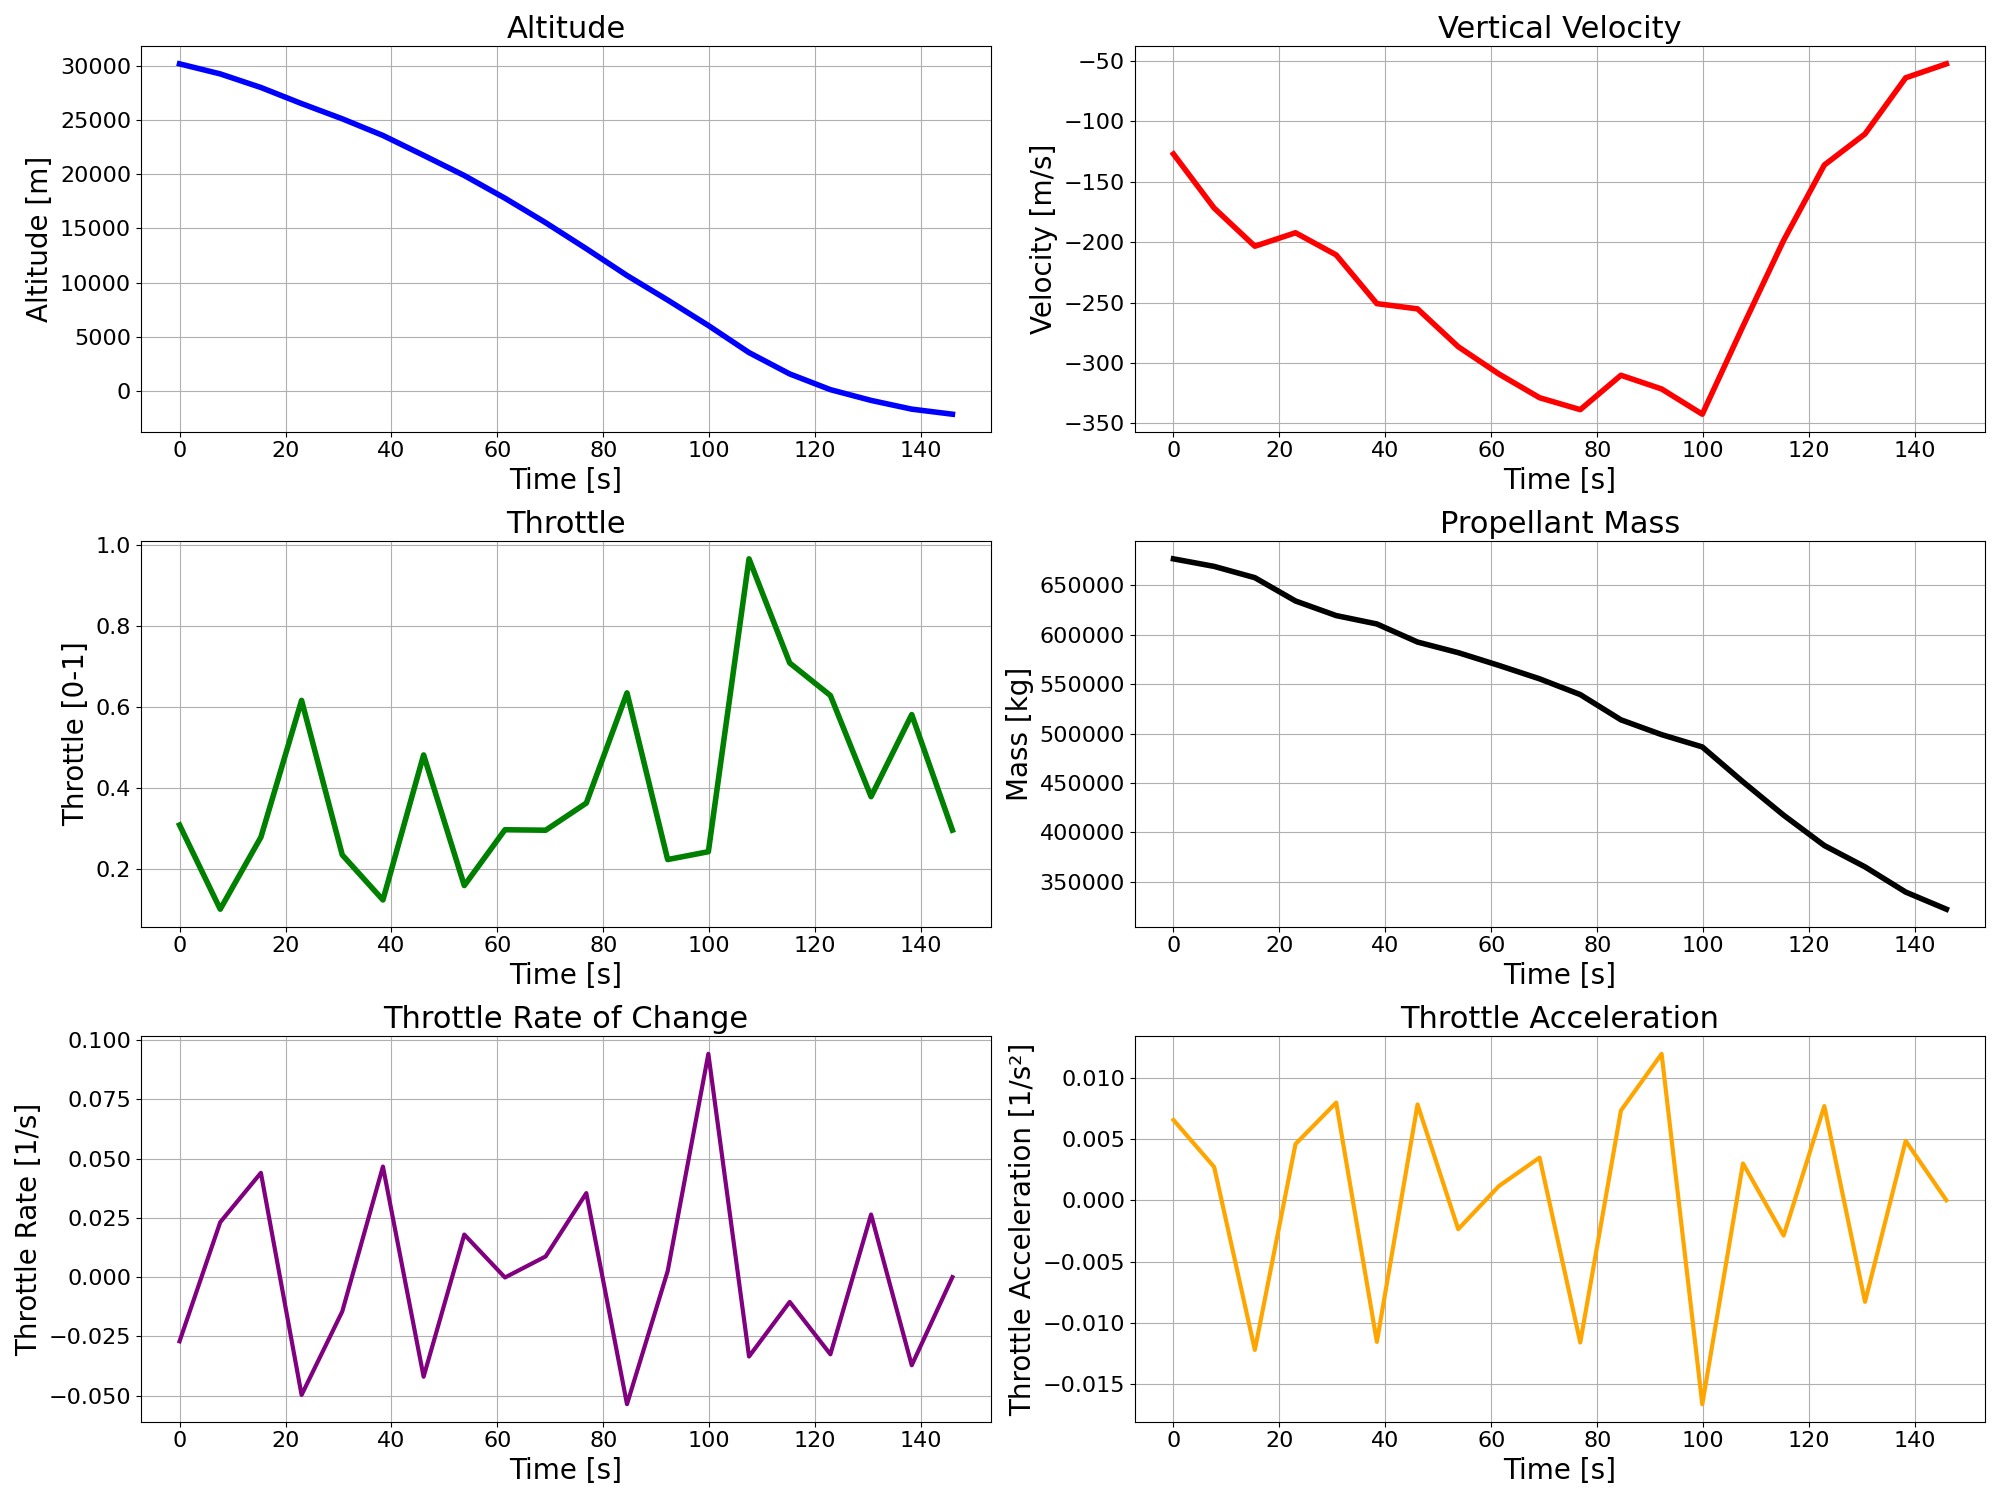 Altitude
Altitude [m]
30000
25000
20000
15000
10000
5000
0
0 20 40 60 80 100 120 140
Time [s]
Vertical Velocity
Velocity [m/s]
−50
−100
−150
−200
−250
−300
−350
0 20 40 60 80 100 120 140
Time [s]
Throttle
Throttle [0-1]
1.0
0.8
0.6
0.4
0.2
0 20 40 60 80 100 120 140
Time [s]
Propellant Mass
Mass [kg]
650000
600000
550000
500000
450000
400000
350000
0 20 40 60 80 100 120 140
Time [s]
Throttle Rate of Change
Throttle Rate [1/s]
0.100
0.075
0.050
0.025
0.000
−0.025
−0.050
0 20 40 60 80 100 120 140
Time [s]
Throttle Acceleration
Throttle Acceleration [1/s²]
0.010
0.005
0.000
−0.005
−0.010
−0.015
0 20 40 60 80 100 120 140
Time [s]